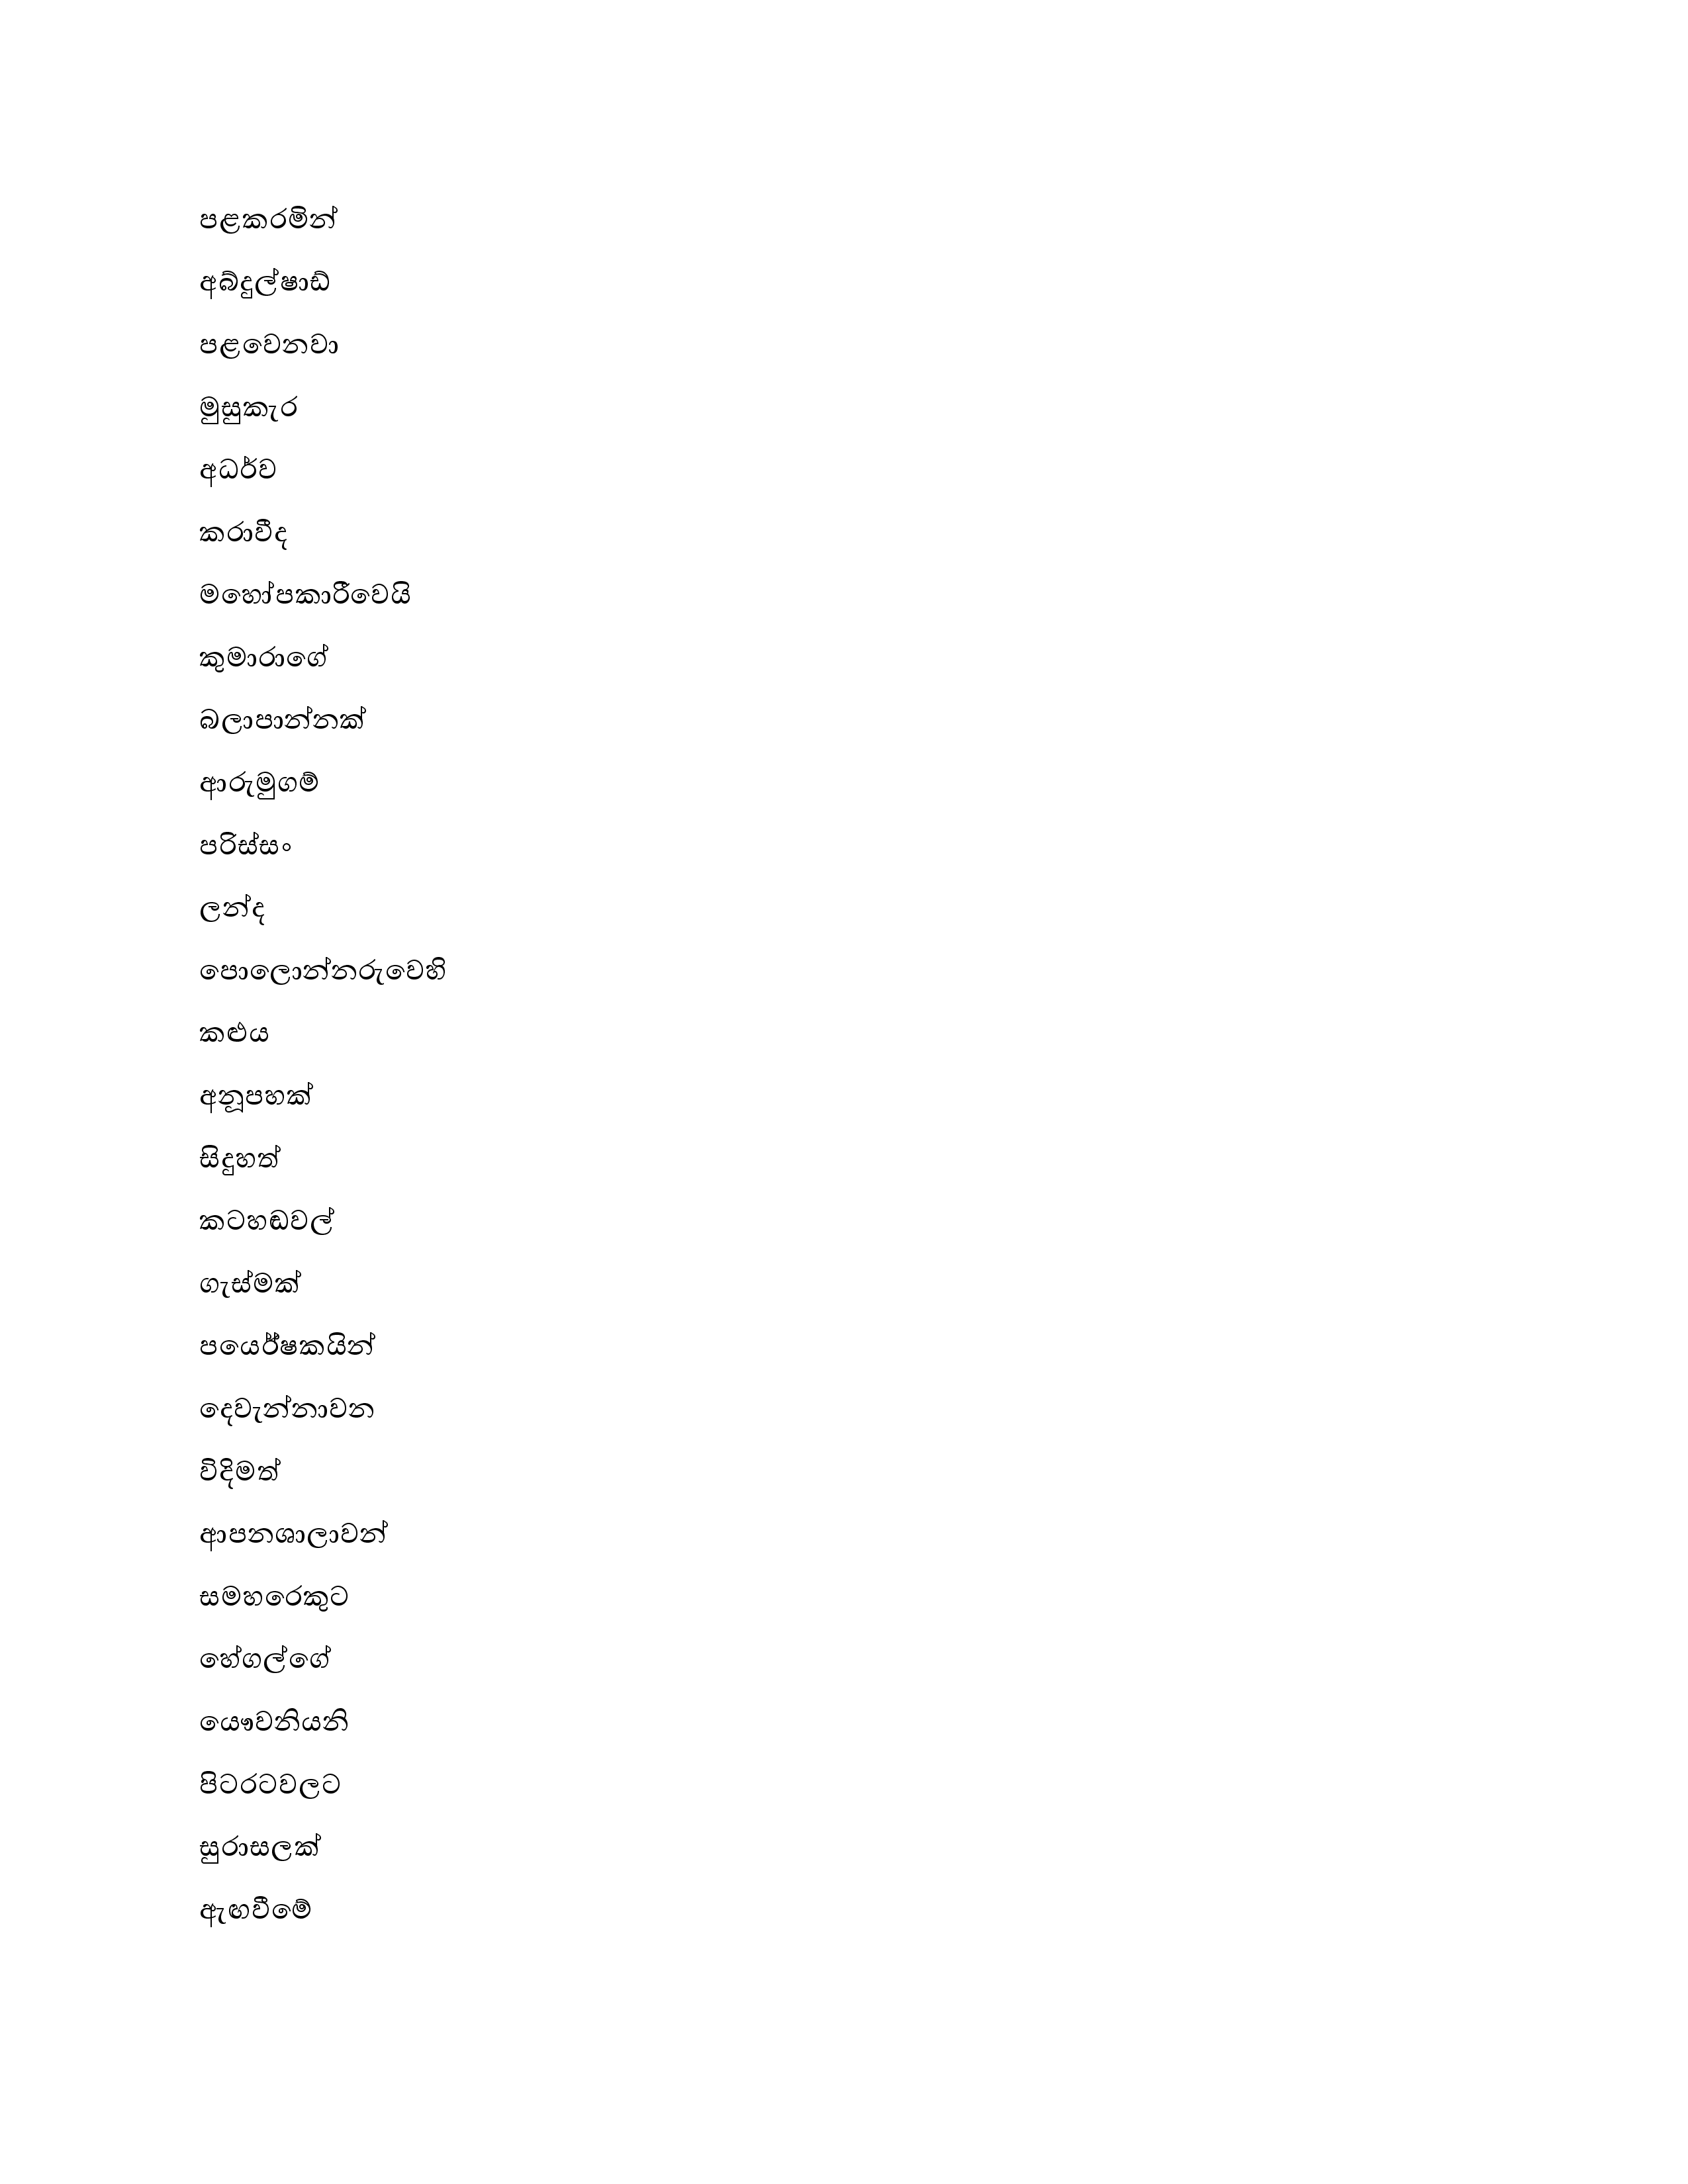 පළකරමින්
අබ්දුල්ෂාඩ්
පළවෙනවා
මුසුකැර
අධර්ව
කරාවීද
මහෝපකාරීවෙයි
කුමාරාගේ
බලාපාන්නක්
ආරුමුගම්
පරිස්සං
ලන්ද
පොලොන්නරුවෙහි
කළුය
අනූපහක්
සිදුහත්
කටහඬවල්
ගැස්මක්
පර්යේෂකයින්
දෙවැන්නාවන
විදිමත්
ආපනශාලාවන්
සමහරෙකුට
හේගල්ගේ
යෞවනියනි
පිටරටවලට
සුරාසලක්
ඇඟවීමේ